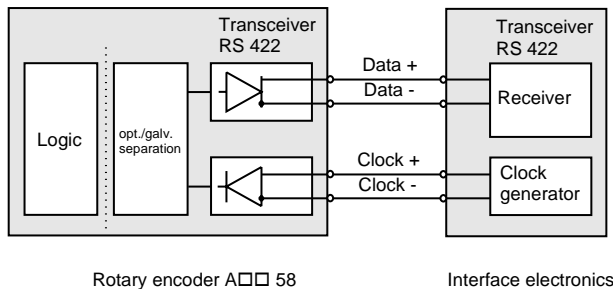 Transceiver
RS 422
Transceiver
RS 422
Data +
Data -
Logic
opt./galv.
separation
Receiver
Clock +
Clock -
Clock
generator
Rotary encoder A□□ 58
Interface electronics